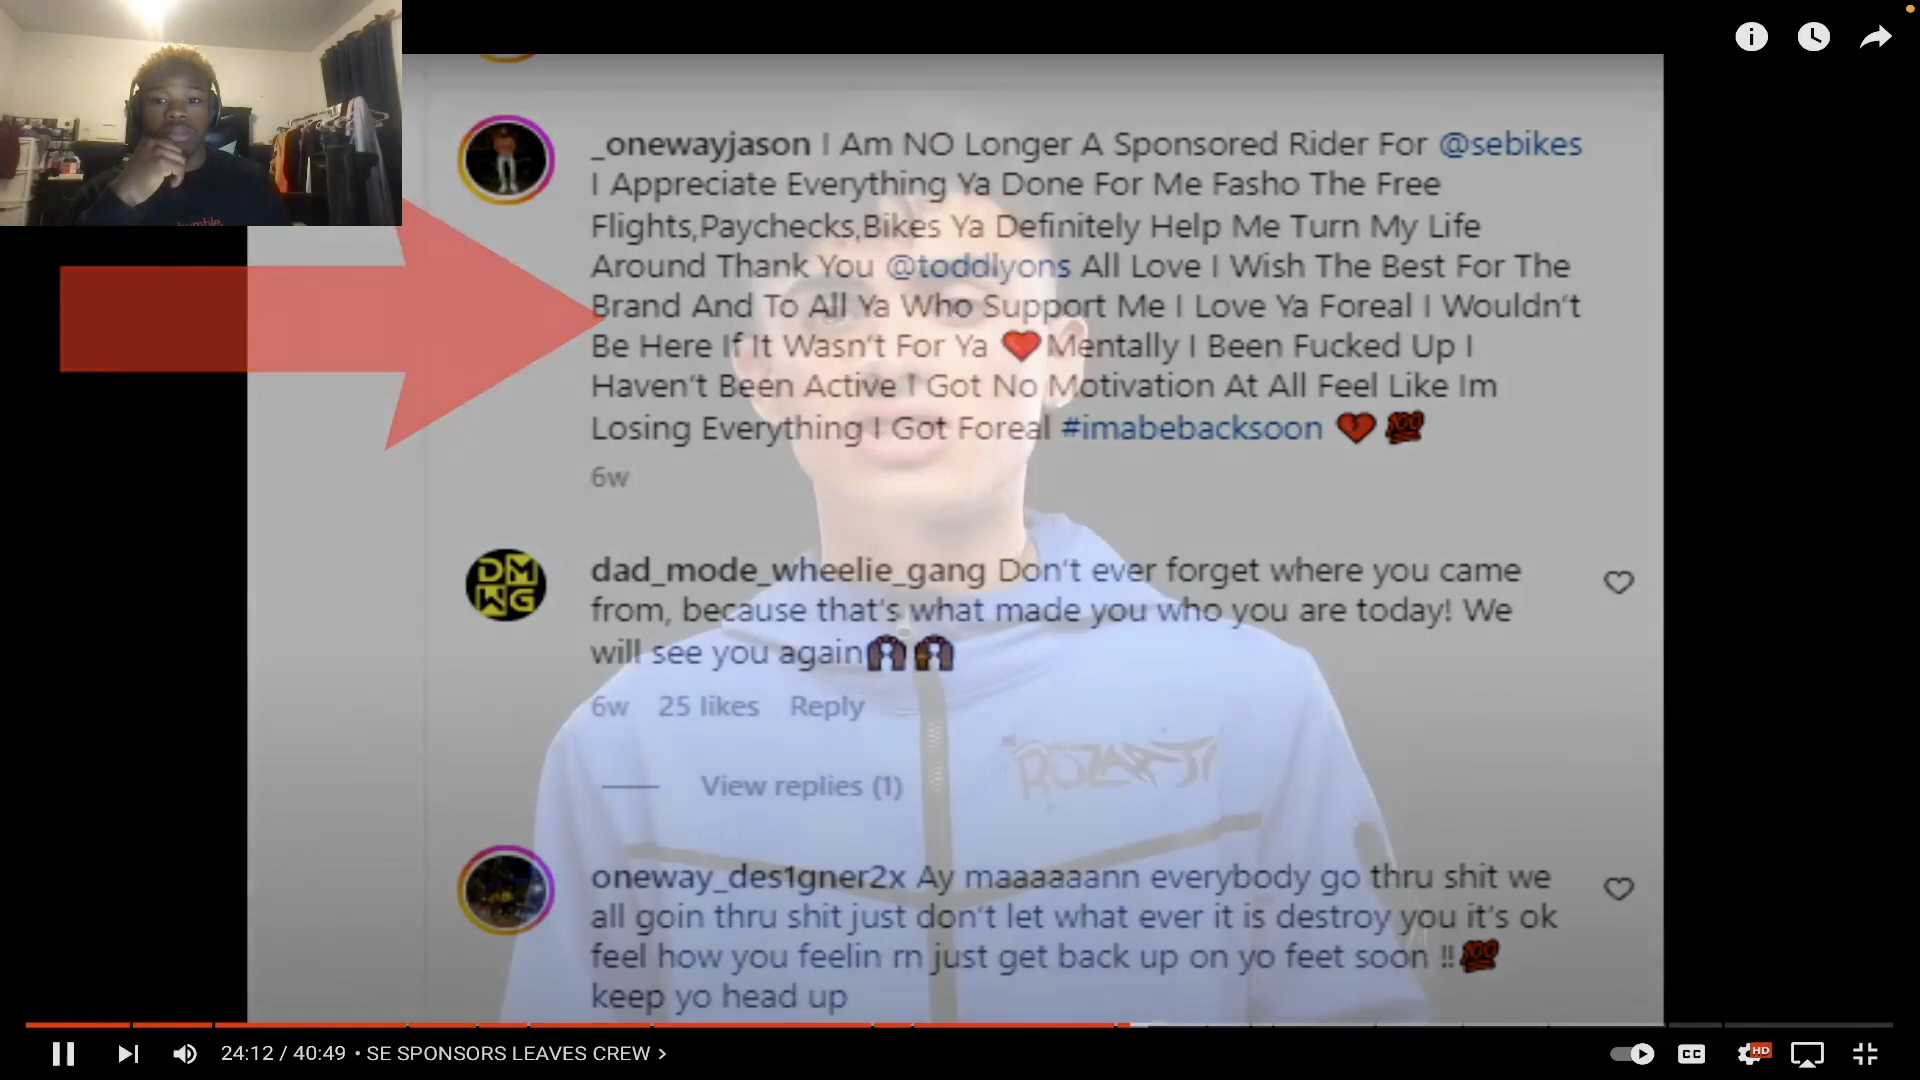 _onewayjason I Am NO Longer A Sponsored Rider For @sebikes
I Appreciate Everything Ya Done For Me Fasho The Free
Flights,Paychecks,Bikes Ya Definitely Help Me Turn My Life
Around Thank You @toddlyons All Love I Wish The Best For The
Brand And To All Ya Who Support Me I Love Ya Foreal I Wouldn't
Be Here If It Wasn't For Ya ❤️ Mentally I Been Fucked Up I
Haven't Been Active I Got No Motivation At All Feel Like Im
Losing Everything I Got Foreal #imabebacksoon 💔 💯
6w
DM
WG
dad_mode_wheelie_gang Don't ever forget where you came
from, because that's what made you who you are today! We
will see you again🙌🙌
6w 25 likes Reply
View replies (1)
oneway_des1gner2x Ay maaaaaann everybody go thru shit we
all goin thru shit just don't let what ever it is destroy you it's ok
feel how you feelin rn just get back up on yo feet soon !!💯
keep yo head up
24:12 / 40:49 • SE SPONSORS LEAVES CREW >
CC
HD